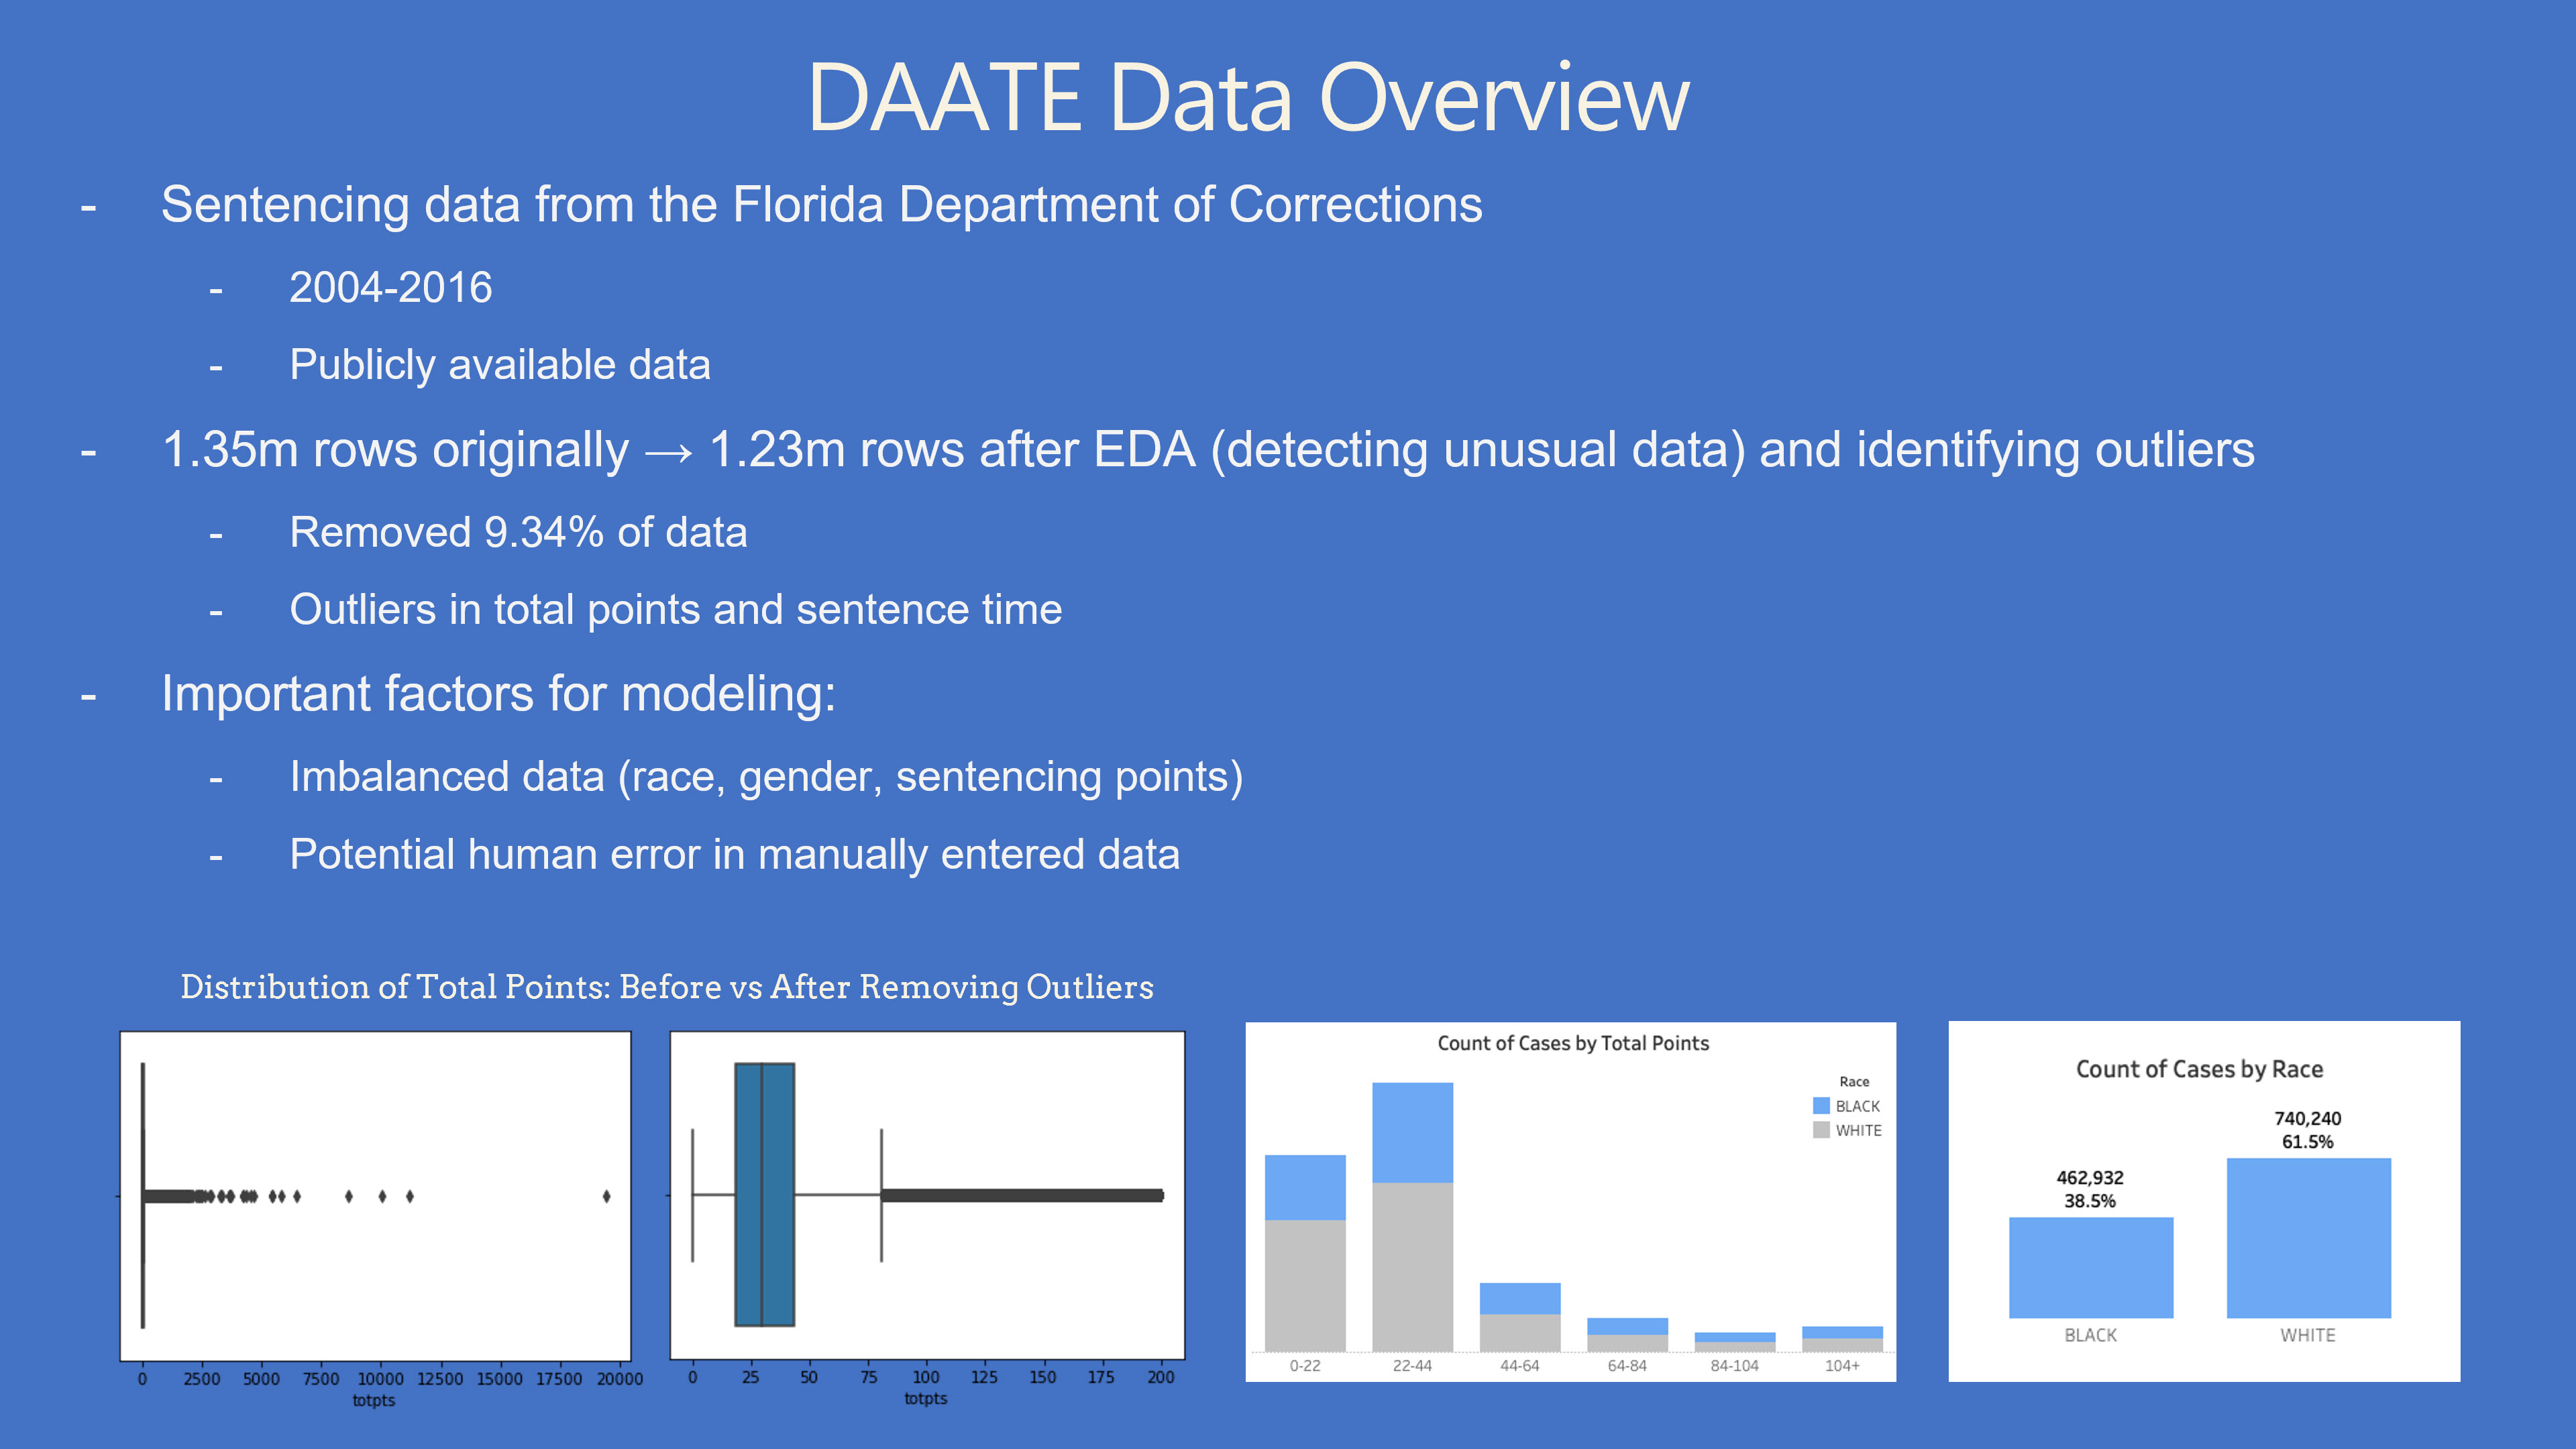 DAATE Data Overview
- Sentencing data from the Florida Department of Corrections
- 2004-2016
- Publicly available data
- 1.35m rows originally → 1.23m rows after EDA (detecting unusual data) and identifying outliers
- Removed 9.34% of data
- Outliers in total points and sentence time
- Important factors for modeling:
- Imbalanced data (race, gender, sentencing points)
- Potential human error in manually entered data
Distribution of Total Points: Before vs After Removing Outliers
0 2500 5000 7500 10000 12500 15000 17500 20000
totpts
0 25 50 75 100 125 150 175 200
totpts
Count of Cases by Total Points
Race
BLACK
WHITE
0-22 22-44 44-64 64-84 84-104 104+
Count of Cases by Race
740,240
61.5%
462,932
38.5%
BLACK WHITE